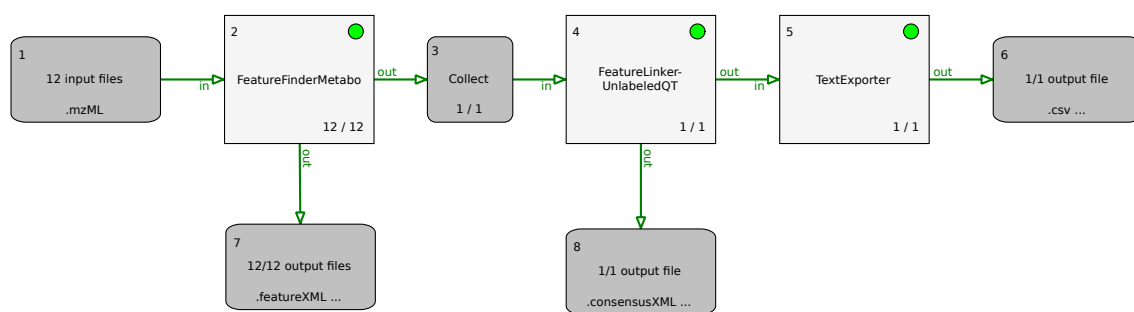 1
12 input files
.mzML
in
2
FeatureFinderMetabo
12 / 12
out
out
3
Collect
1 / 1
in
4
FeatureLinker-
UnlabeledQT
1 / 1
out
out
in
5
TextExporter
1 / 1
out
6
1/1 output file
.csv ...
7
12/12 output files
.featureXML ...
8
1/1 output file
.consensusXML ...